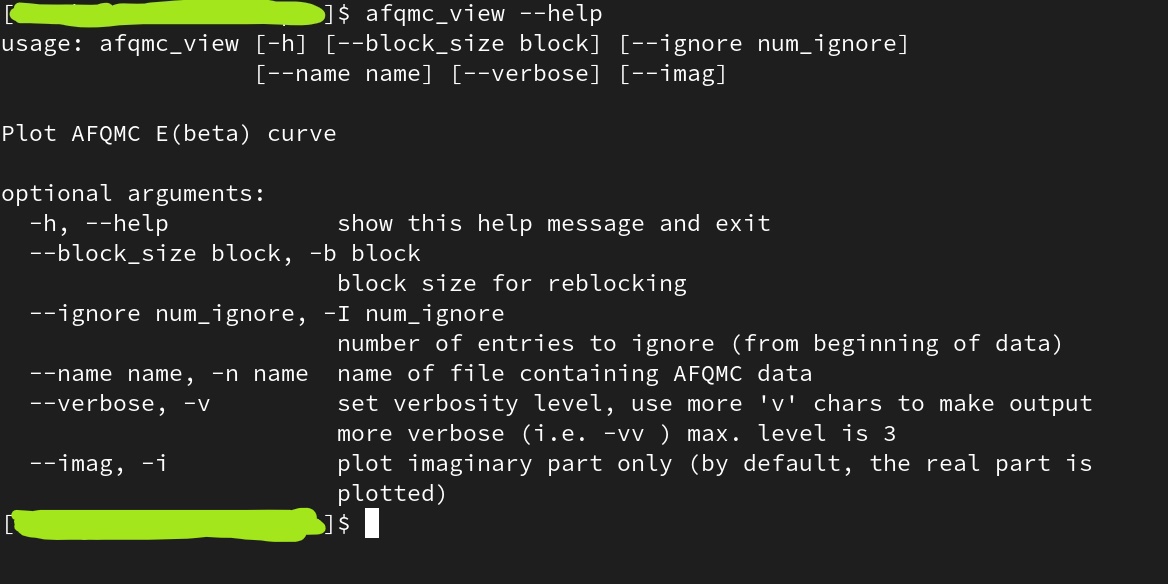 [ ]$ afqmc_view --help
usage: afqmc_view [-h] [--block_size block] [--ignore num_ignore]
[--name name] [--verbose] [--imag]
Plot AFQMC E(beta) curve
optional arguments:
-h, --help show this help message and exit
--block_size block, -b block
block size for reblocking
--ignore num_ignore, -I num_ignore
number of entries to ignore (from beginning of data)
--name name, -n name name of file containing AFQMC data
--verbose, -v set verbosity level, use more 'v' chars to make output
more verbose (i.e. -vv ) max. level is 3
--imag, -i plot imaginary part only (by default, the real part is
plotted)
[ ]$